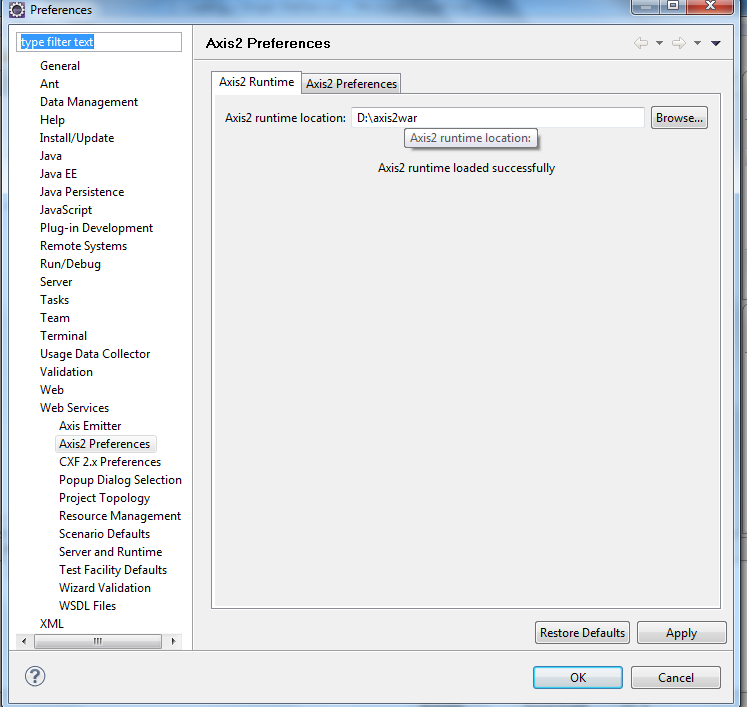 Preferences
type filter text
General
Ant
Data Management
Help
Install/Update
Java
Java EE
Java Persistence
JavaScript
Plug-in Development
Remote Systems
Run/Debug
Server
Tasks
Team
Terminal
Usage Data Collector
Validation
Web
Web Services
Axis Emitter
Axis2 Preferences
CXF 2.x Preferences
Popup Dialog Selection
Project Topology
Resource Management
Scenario Defaults
Server and Runtime
Test Facility Defaults
Wizard Validation
WSDL Files
XML
Axis2 Preferences
Axis2 Runtime Axis2 Preferences
Axis2 runtime location: D:\axis2war Browse...
Axis2 runtime location:
Axis2 runtime loaded successfully
Restore Defaults Apply
? OK Cancel